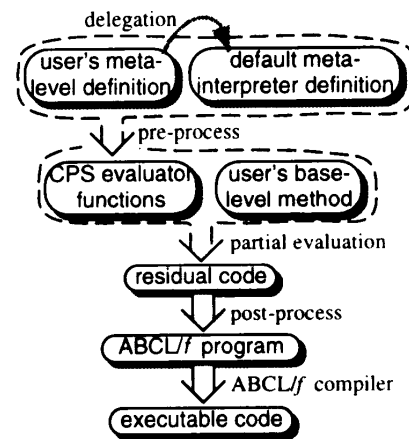 delegation
user's meta-
level definition
default meta-
interpreter definition
pre-process
CPS evaluator
functions
user's base-
level method
partial evaluation
residual code
post-process
ABCL/f program
ABCL/f compiler
executable code